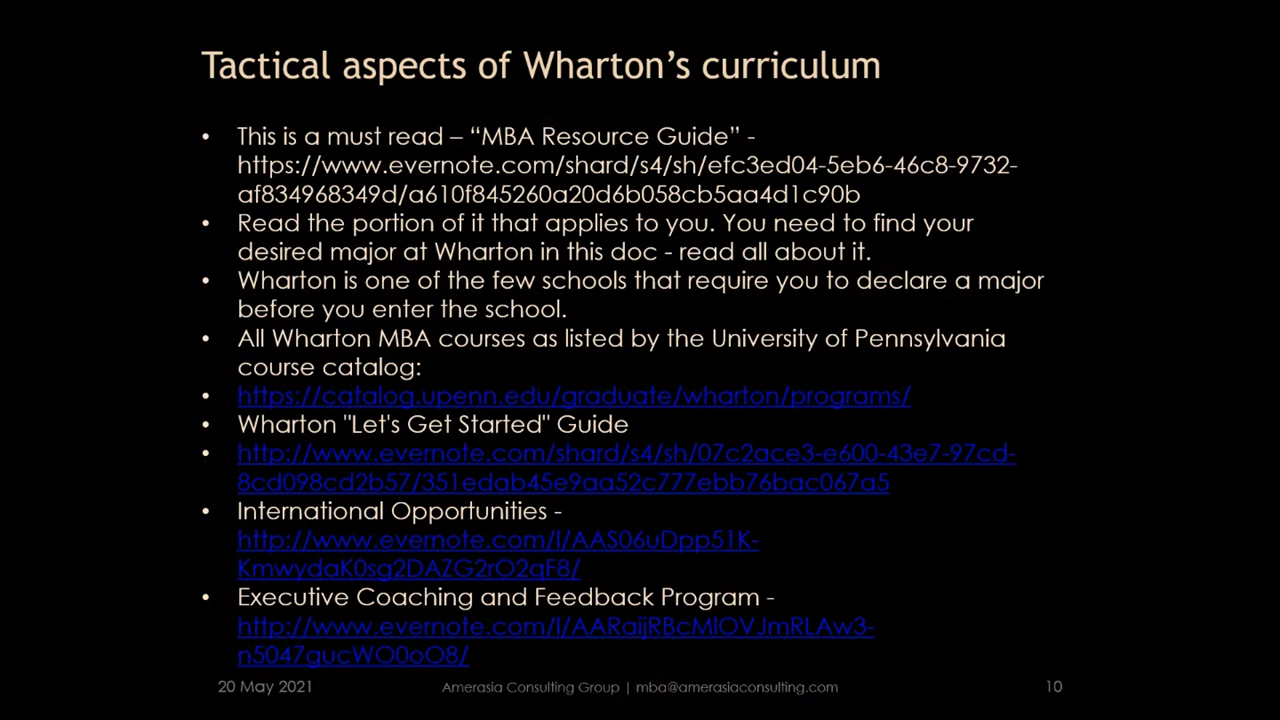 Tactical aspects of Wharton’s curriculum
• This is a must read – “MBA Resource Guide” -
https://www.evernote.com/shard/s4/sh/efc3ed04-5eb6-46c8-9732-
af834968349d/a610f845260a20d6b058cb5aa4d1c90b
• Read the portion of it that applies to you. You need to find your
desired major at Wharton in this doc - read all about it.
• Wharton is one of the few schools that require you to declare a major
before you enter the school.
• All Wharton MBA courses as listed by the University of Pennsylvania
course catalog:
• https://catalog.upenn.edu/graduate/wharton/programs/
• Wharton "Let's Get Started" Guide
• http://www.evernote.com/shard/s4/sh/07c2ace3-e600-43e7-97cd-
8cd098cd2b57/351edab45e9aa52c777ebb76bac067a5
• International Opportunities -
http://www.evernote.com/l/AAS06uDpp51K-
KmwydaK0sg2DAZG2rO2qF8/
• Executive Coaching and Feedback Program -
http://www.evernote.com/l/AARaijRBcMlOVJmRLAw3-
n5047gucWO0oO8/
20 May 2021
Amerasia Consulting Group | mba@amerasiaconsulting.com
10